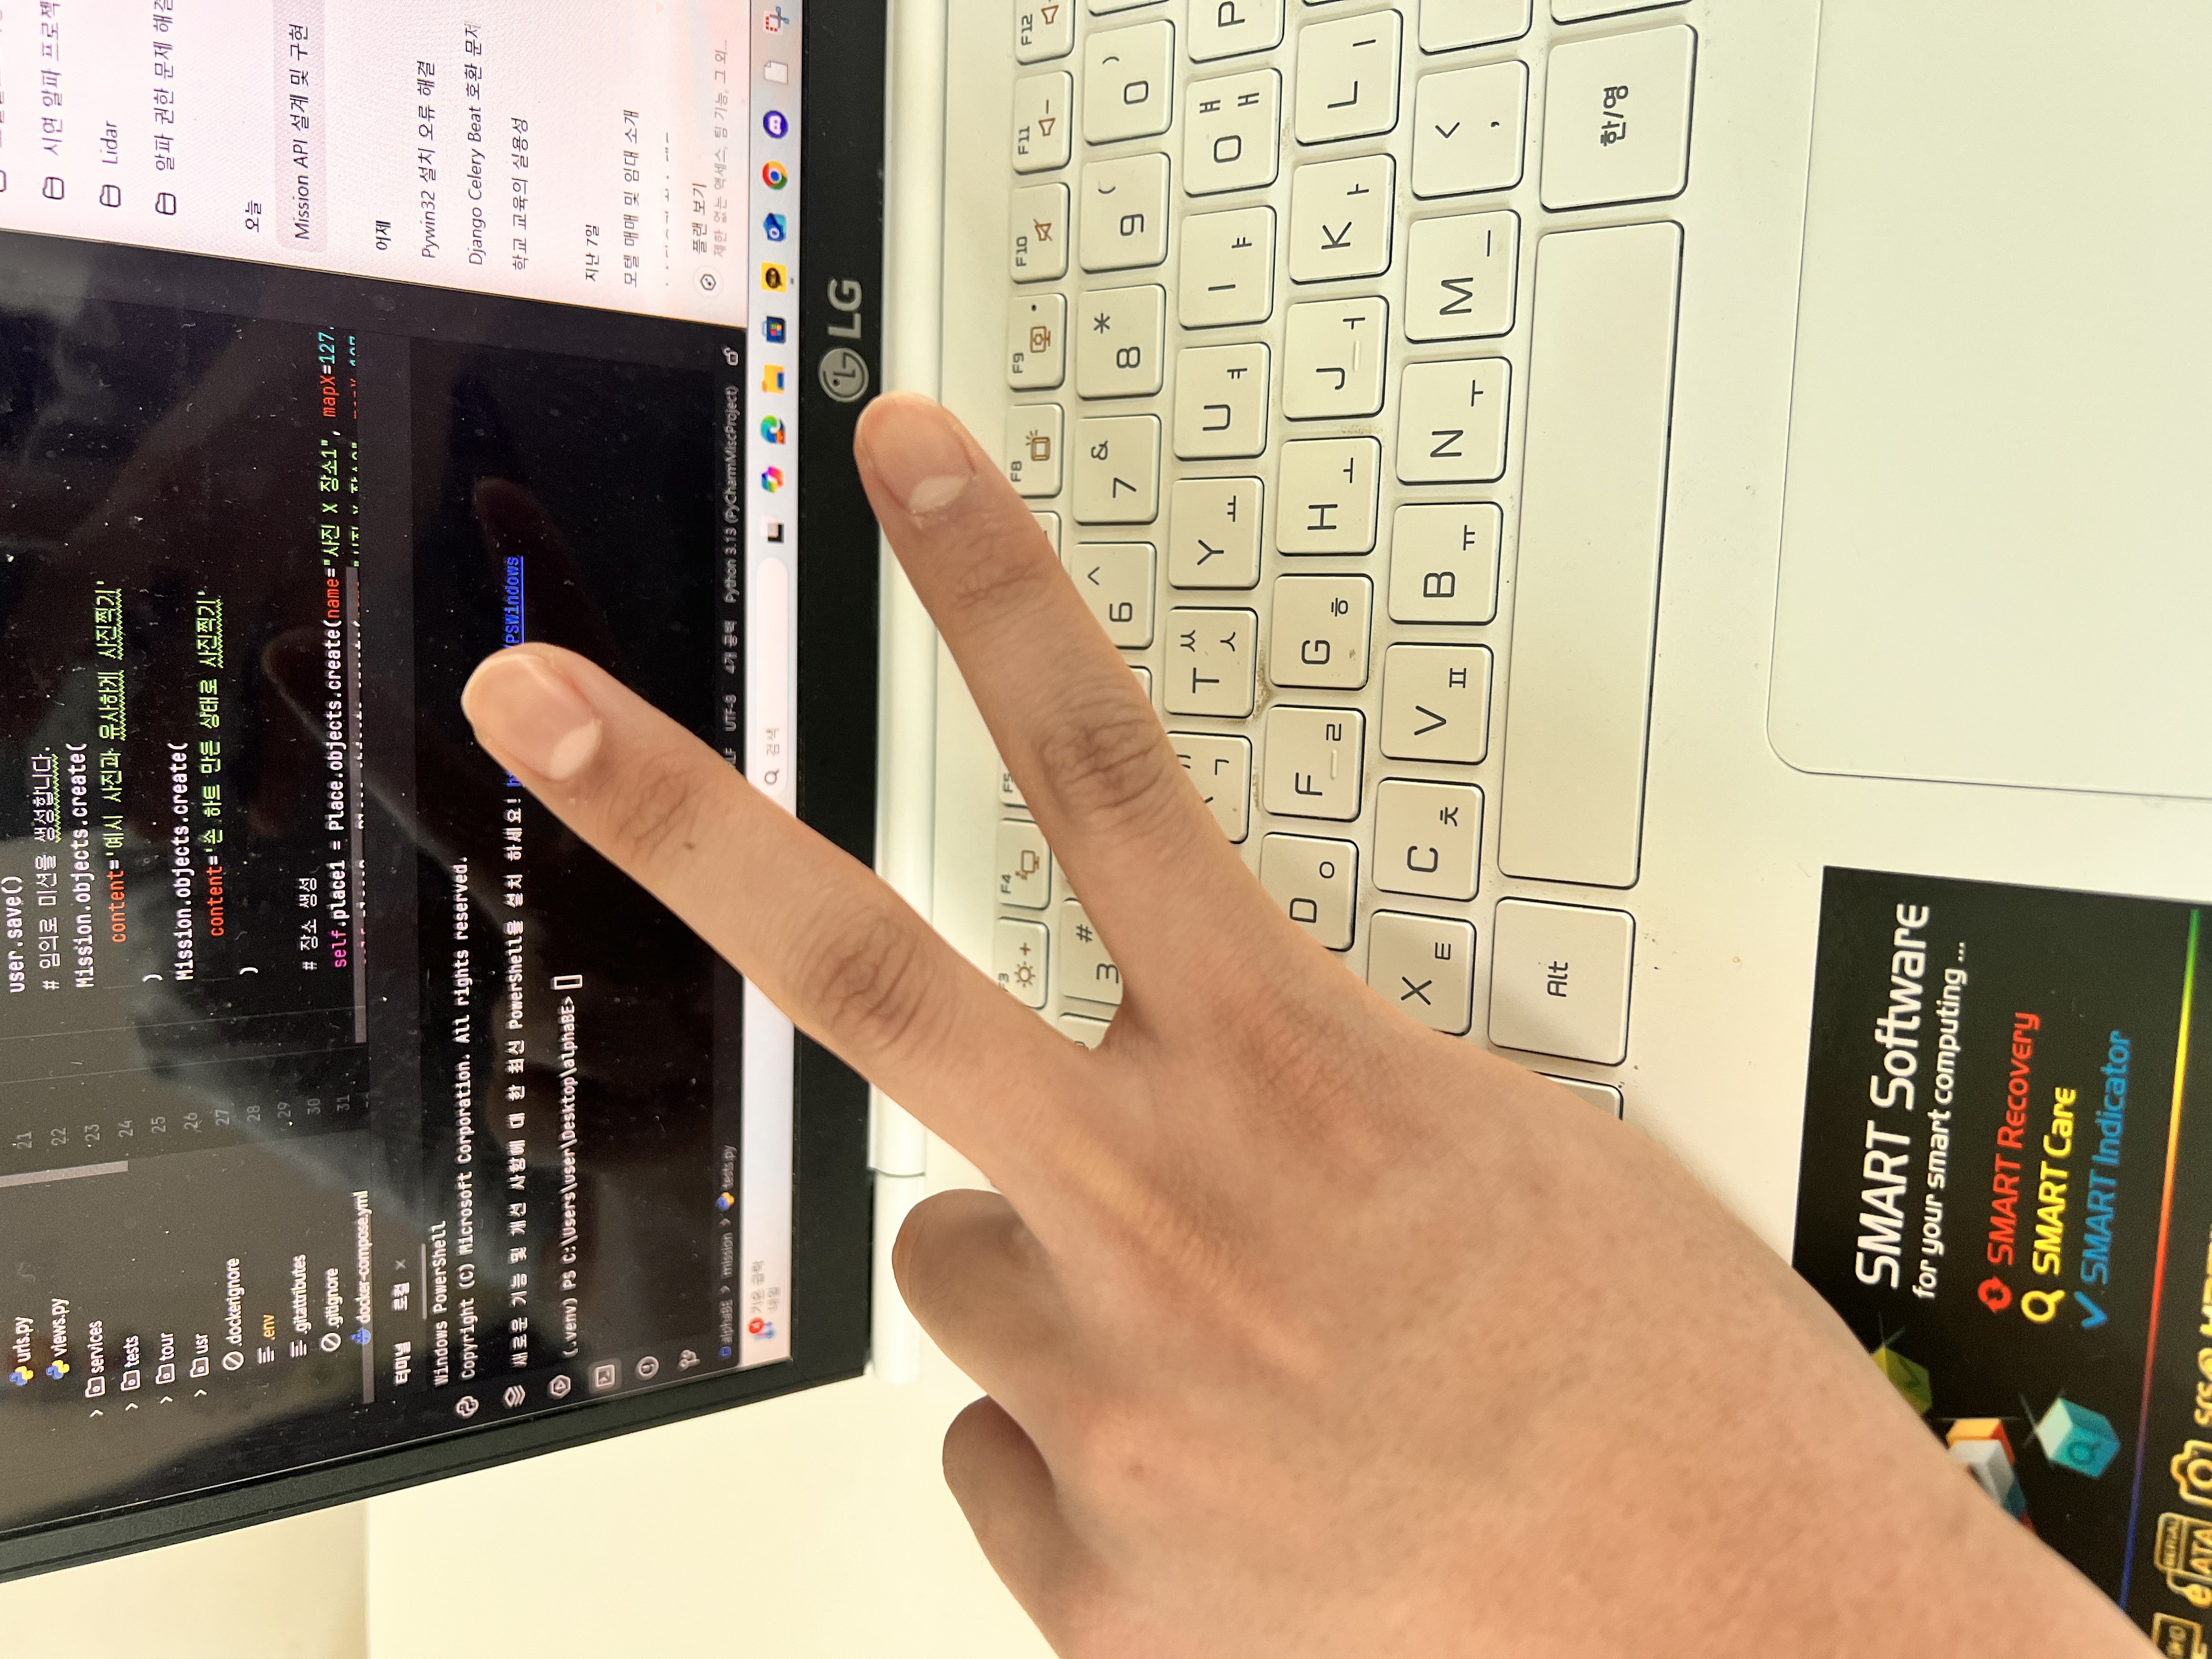 urls.py
views.py
services
tests
tour
usr
.dockerignore
.env
.gitattributes
.gitignore
docker-compose.yml
21 user.save()
22 # 임의로 미션을 생성합니다.
23 Mission.objects.create(
24 content='예시 사진과 유사하게 사진찍기'
25 )
26 Mission.objects.create(
27 content='손 하트 만든 상태로 사진찍기'
28 )
29
30 # 장소 생성
31 self.place1 = Place.objects.create(name="사진 X 장소1", mapX=127.
터미널 로컬 ×
Windows PowerShell
Copyright (C) Microsoft Corporation. All rights reserved.
새로운 기능 및 개선 사항에 대 한 최신 PowerShell을 설치 하세요! /PSWindows
(.venv) PS C:\Users\user\Desktop\alphaBE>
alphaBE > mission > tests.py
UTF-8 4개 공백 Python 3.13 (PyCharmMiscProject)
시연 알파
Lidar
알파 권한 문제
오늘
Mission API 설계 및 구현
어제
Pywin32 설치 오류 해결
Django Celery Beat 호환 문제
학교 교육의 실용성
지난 7일
모텔 매매 및 임대 소개
플랜 보기
제한 없는 액세스, 팀 기능, 그 외...
기온 급락
내일
검색
LG
F3 F4 F5 F8 F9 F10 F11 F12
3 # 6 ^ 7 & 8 * 9 ( 0 )
ㄱ T ㅆ ㅅ Y ㅛ U ㅕ I ㅑ O ㅒ ㅐ P
D ㅇ F ㄹ G ㅎ H ㅗ J ㅓ K ㅏ L ㅣ
X ㅌ C ㅊ V ㅍ B ㅠ N ㅜ M ㅡ < ,
Alt 한/영
SMART Software
for your smart computing ...
SMART Recovery
SMART Care
SMART Indicator
SERIAL
ATA